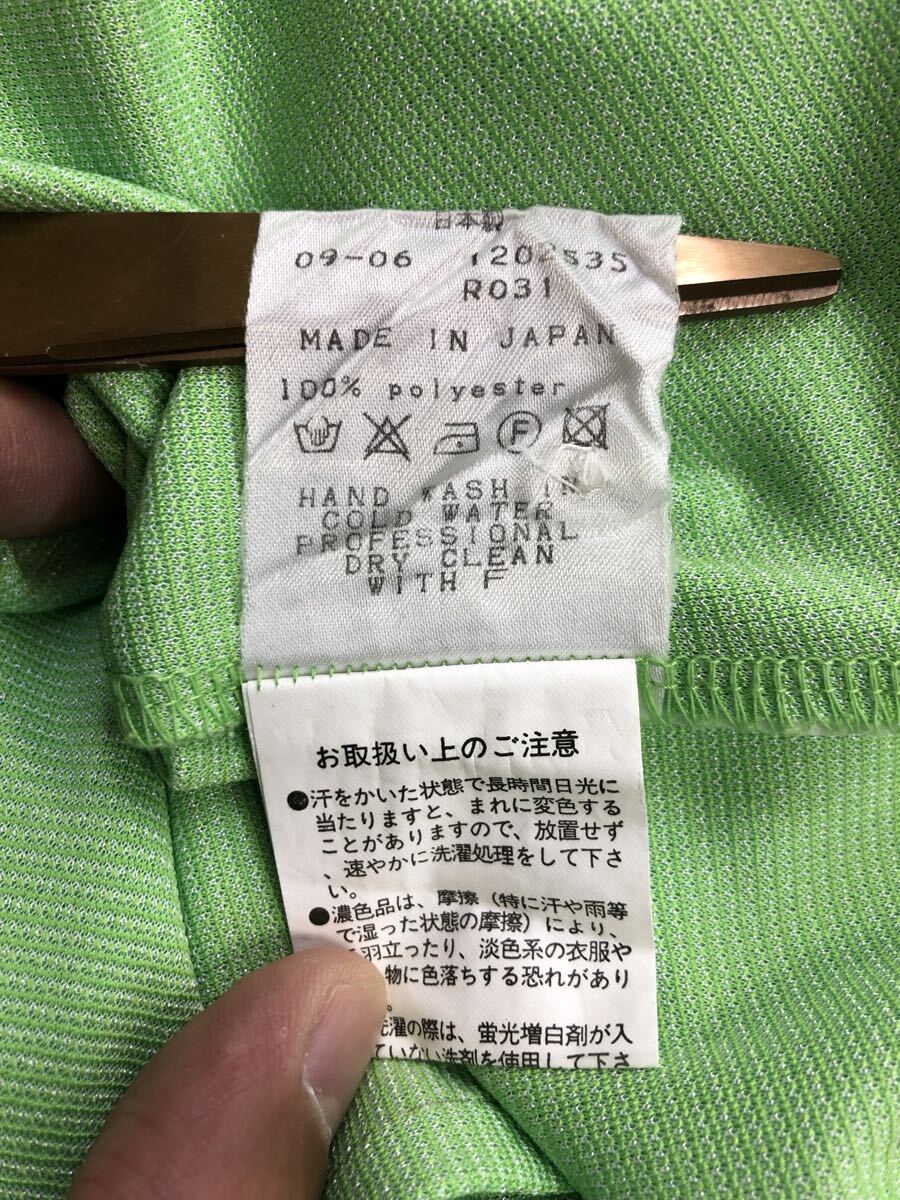 日本製
09-06
R031
MADE IN JAPAN
100% polyester
F
HAND WASH IN
COLD WATER
PROFESSIONAL
DRY CLEAN
WITH F
お取扱い上のご注意
●汗をかいた状態で長時間日光に
当たりますと、まれに変色する
ことがありますので、放置せず
、速やかに洗濯処理をして下さ
い。
●濃色品は、摩擦（特に汗や雨等
で湿った状態の摩擦）により、
羽立ったり、淡色系の衣服や
物に色落ちする恐れがあり
。
洗濯の際は、蛍光増白剤が入
ていない洗剤を使用して下さ